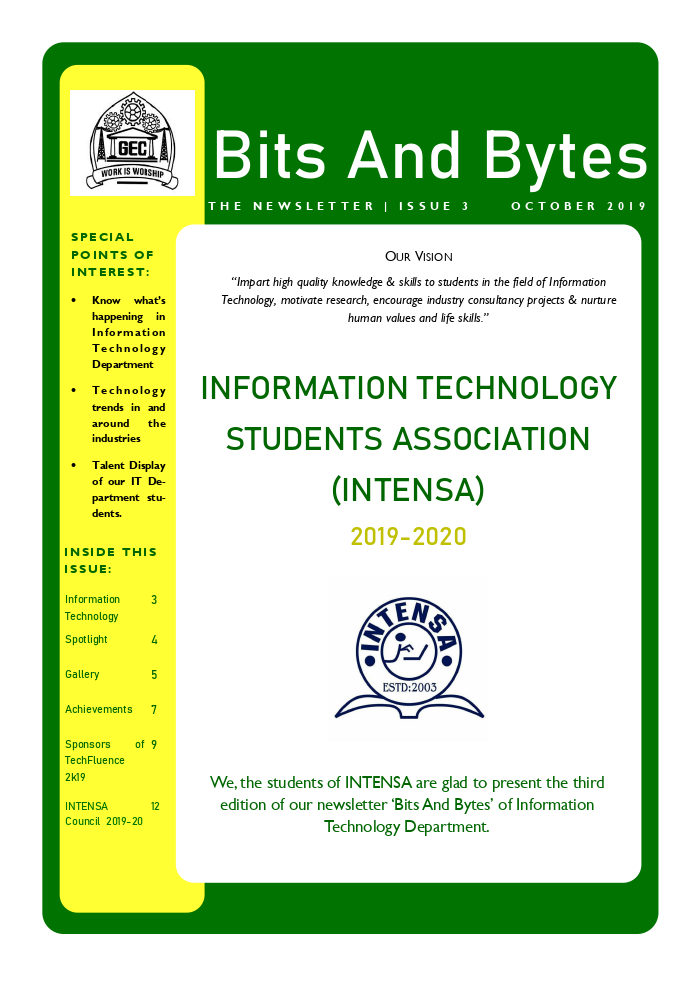 GEC
WORK IS WORSHIP
Bits And Bytes
THE NEWSLETTER | ISSUE 3 OCTOBER 2019
SPECIAL
POINTS OF
INTEREST:
• Know what's
happening in
Information
Technology
Department
• Technology
trends in and
around the
industries
• Talent Display
of our IT De-
partment stu-
dents.
INSIDE THIS
ISSUE:
Information 3
Technology
Spotlight 4
Gallery 5
Achievements 7
Sponsors of 9
TechFluence
2k19
INTENSA 12
Council 2019-20
OUR VISION
“Impart high quality knowledge & skills to students in the field of Information
Technology, motivate research, encourage industry consultancy projects & nurture
human values and life skills.”
INFORMATION TECHNOLOGY
STUDENTS ASSOCIATION
(INTENSA)
2019-2020
INTENSA
ESTD:2003
We, the students of INTENSA are glad to present the third
edition of our newsletter ‘Bits And Bytes’ of Information
Technology Department.